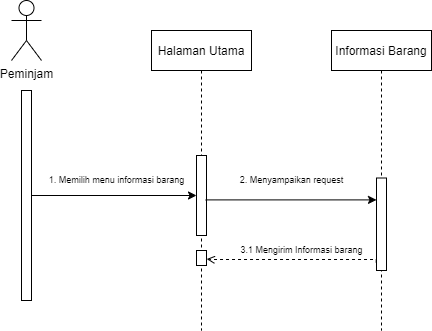 Halaman Utama
Informasi Barang
Peminjam
1. Memilih menu informasi barang
2. Menyampaikan request
3.1 Mengirim Informasi barang